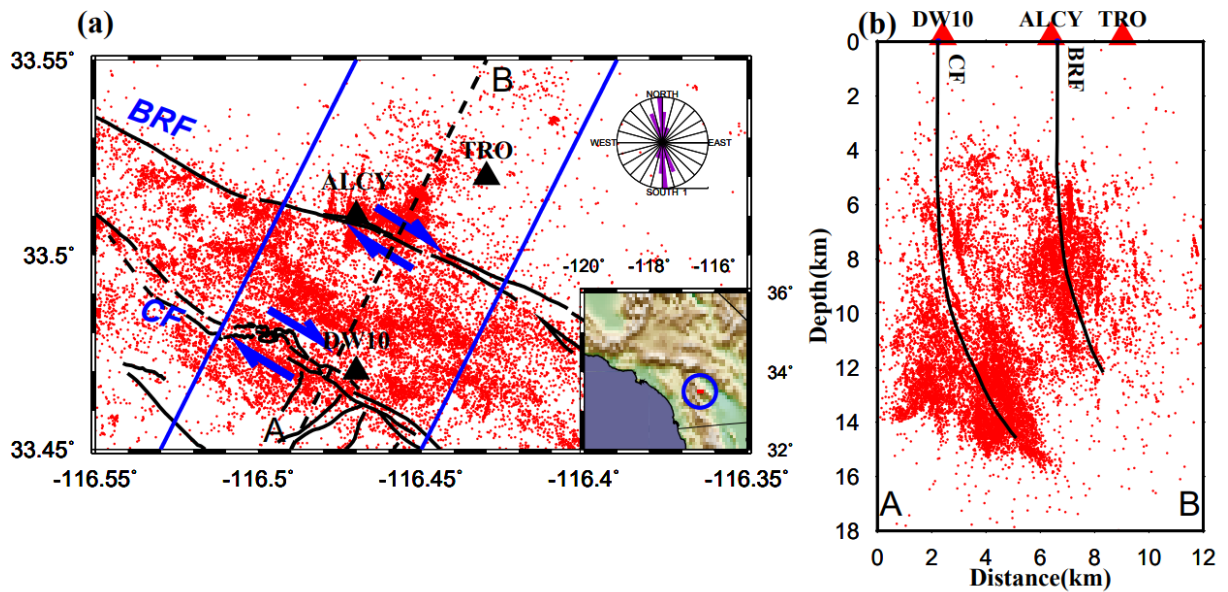 (a)
33.55°
33.5°
33.45°
-116.55
-116.5°
-116.45°
-116.4°
-116.35°
BRF
CF
B
A
TRO
ALCY
DW10
NORTH
WEST
EAST
SOUTH 1
-120°
-118°
-116°
36°
34°
32°
(b)
DW10
ALCY
TRO
CF
BRF
0
2
4
6
8
10
12
14
16
18
Depth(km)
A
B
0
2
4
6
8
10
12
Distance(km)